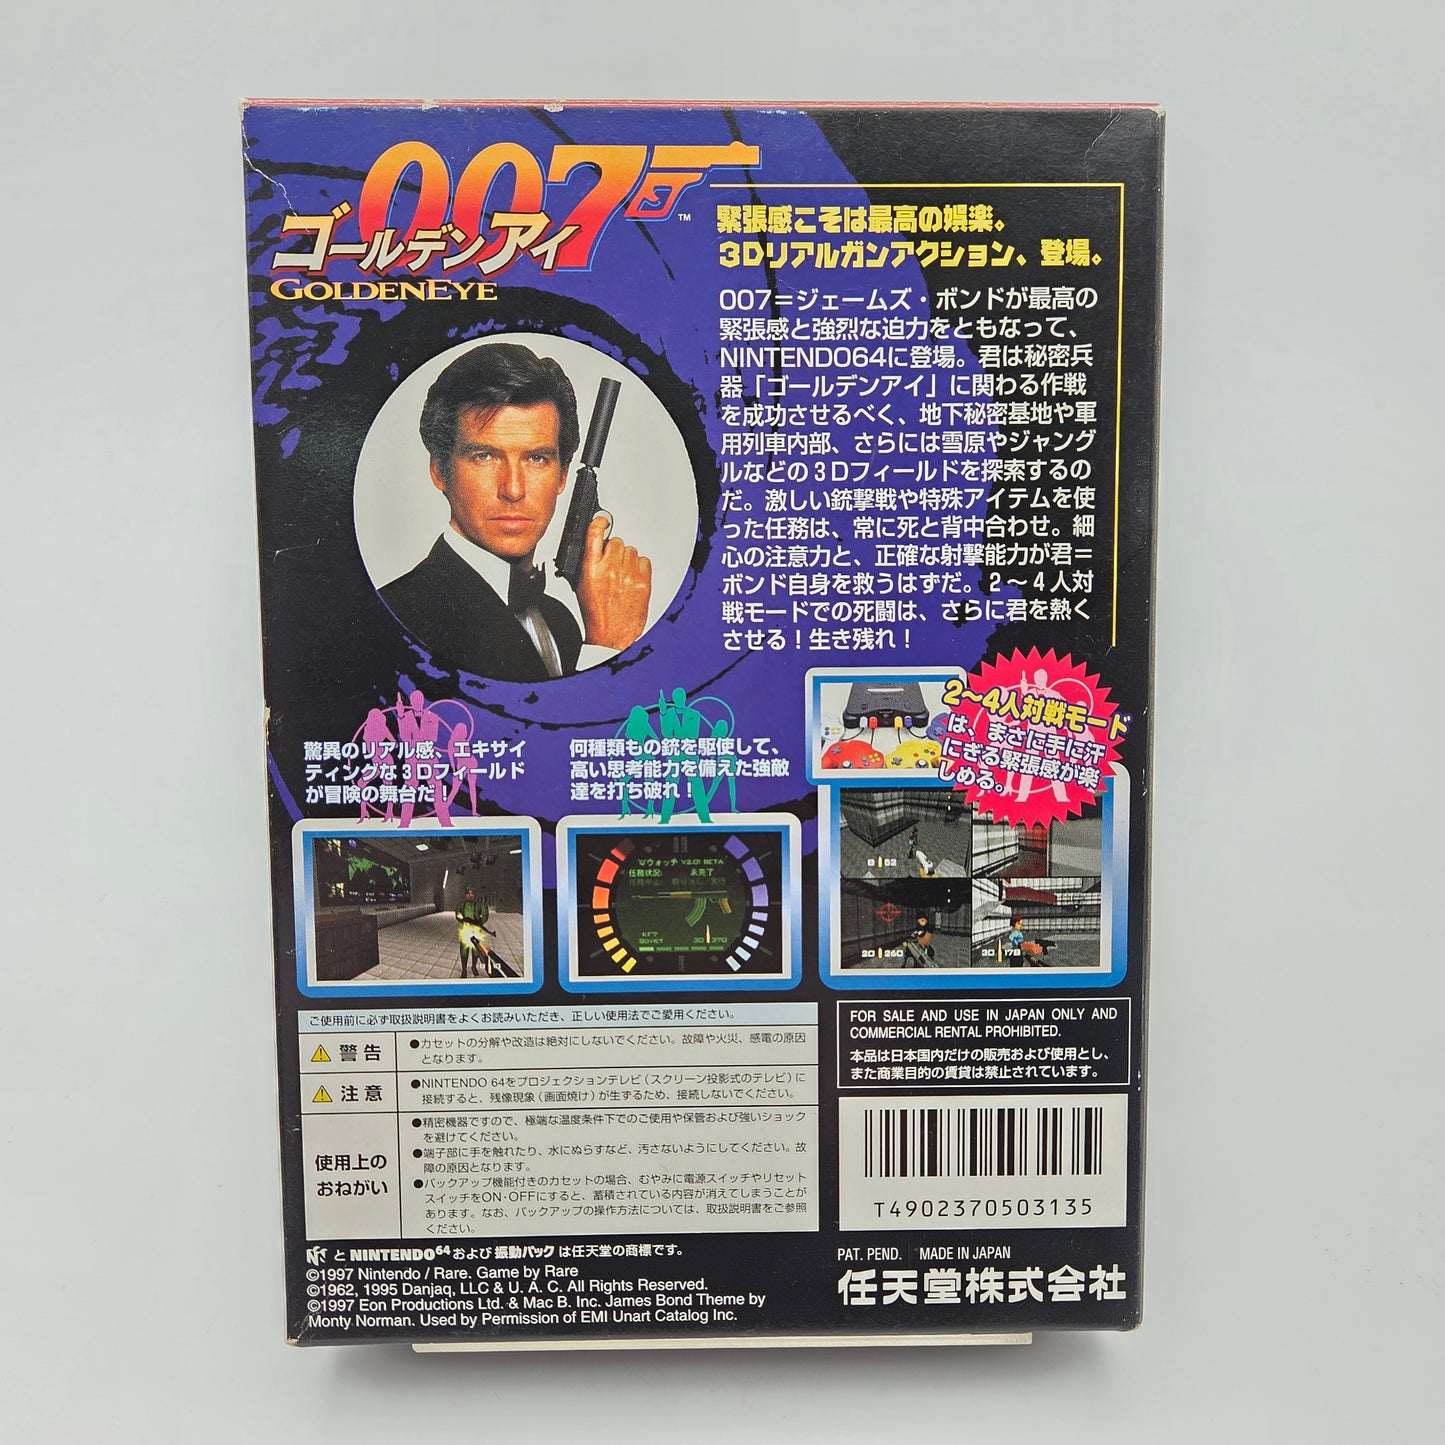 007
™
ゴールデンアイ
GOLDENEYE
緊張感こそは最高の娯楽。
3Dリアルガンアクション、登場。
007=ジェームズ・ボンドが最高の
緊張感と強烈な迫力をともなって、
NINTENDO64に登場。君は秘密兵
器「ゴールデンアイ」に関わる作戦
を成功させるべく、地下秘密基地や軍
用列車内部、さらには雪原やジャング
ルなどの3Dフィールドを探索するの
だ。激しい銃撃戦や特殊アイテムを使
った任務は、常に死と背中合わせ。細
心の注意力と、正確な射撃能力が君=
ボンド自身を救うはずだ。2～4人対
戦モードでの死闘は、さらに君を熱く
させる!生き残れ!
驚異のリアル感、エキサイ
ティングな3Dフィールド
が冒険の舞台だ!
何種類もの銃を駆使して、
高い思考能力を備えた強敵
達を打ち破れ!
2～4人対戦モード
は、まさに手に汗
にぎる緊張感が楽
しめる。
Qウォッチ V2.01 BETA
任務状況: 未完了
任務中止: 取り消し 実行
KF7
SOVIET
30 370
8 52
20 260
30 178
ご使用前に必ず取扱説明書をよくお読みいただき、正しい使用法でご愛用ください。
警告
●カセットの分解や改造は絶対にしないでください。故障や火災、感電の原因
となります。
注意
●NINTENDO 64をプロジェクションテレビ(スクリーン投影式のテレビ)に
接続すると、残像現象(画面焼け)が生ずるため、接続しないでください。
使用上の
おねがい
●精密機器ですので、極端な温度条件下でのご使用や保管および強いショック
を避けてください。
●端子部に手を触れたり、水にぬらすなど、汚さないようにしてください。故
障の原因となります。
●バックアップ機能付きのカセットの場合、むやみに電源スイッチやリセット
スイッチをON・OFFにすると、蓄積されている内容が消えてしまうことが
あります。なお、バックアップの操作方法については、取扱説明書をご参照
ください。
FOR SALE AND USE IN JAPAN ONLY AND
COMMERCIAL RENTAL PROHIBITED.
本品は日本国内だけの販売および使用とし、
また商業目的の賃貸は禁止されています。
T4902370503135
と NINTENDO64 および 振動パック は任天堂の商標です。
©1997 Nintendo / Rare. Game by Rare
©1962, 1995 Danjaq, LLC & U. A. C. All Rights Reserved.
©1997 Eon Productions Ltd. & Mac B. Inc. James Bond Theme by
Monty Norman. Used by Permission of EMI Unart Catalog Inc.
PAT. PEND. MADE IN JAPAN
任天堂株式会社